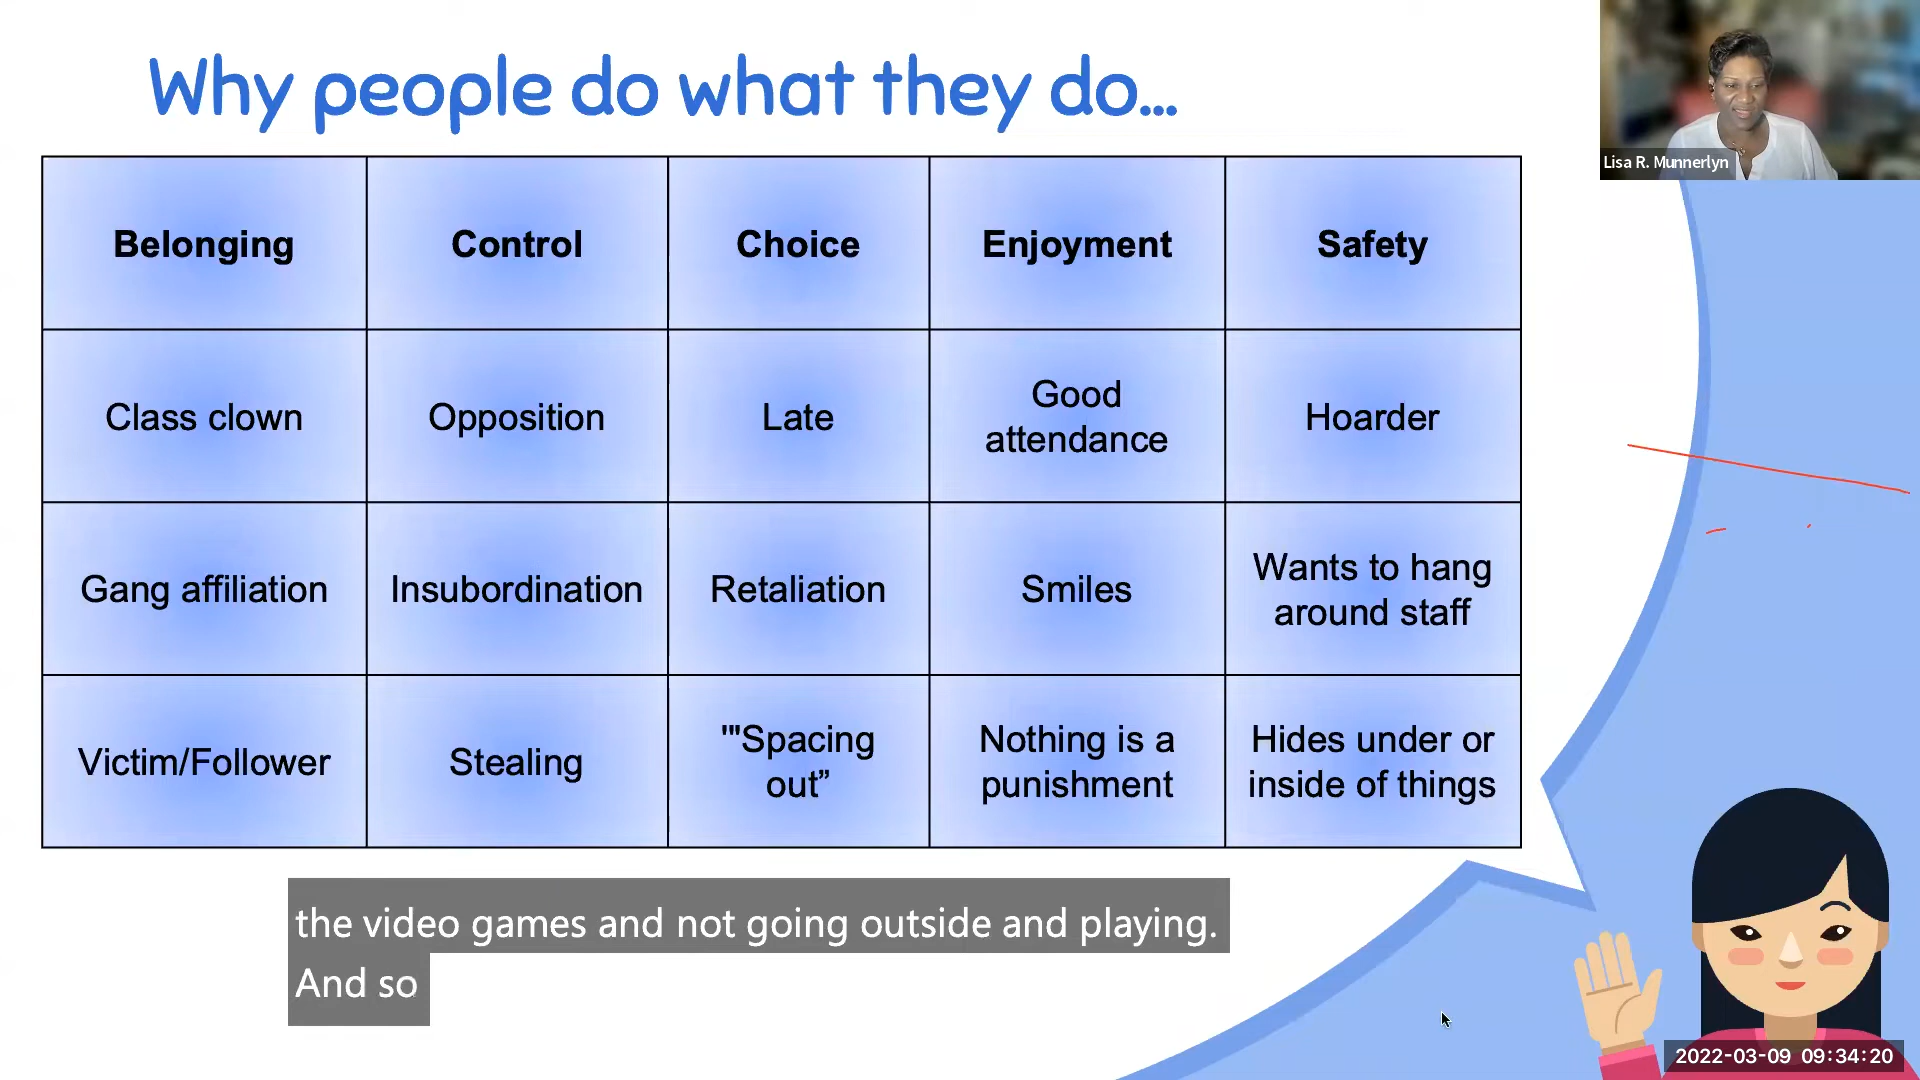 Why people do what they do...
Lisa R. Munnerlyn
Belonging
Control
Choice
Enjoyment
Safety
Class clown
Opposition
Late
Good
attendance
Hoarder
Gang affiliation
Insubordination
Retaliation
Smiles
Wants to hang
around staff
Victim/Follower
Stealing
'"Spacing
out”
Nothing is a
punishment
Hides under or
inside of things
the video games and not going outside and playing.
And so
2022-03-09 09:34:20